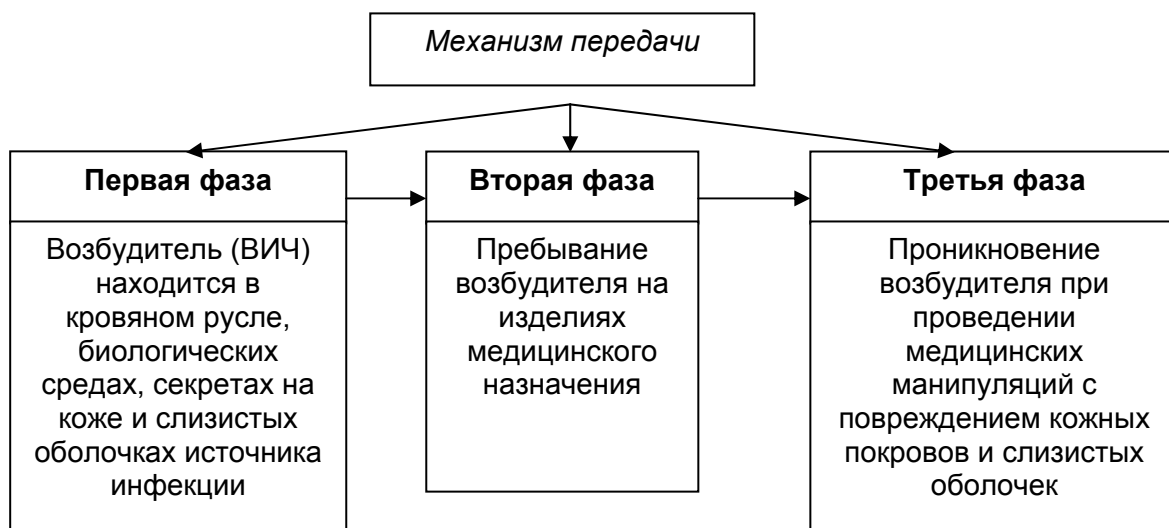 Механизм передачи
Первая фаза
Возбудитель (ВИЧ)
находится в
кровяном русле,
биологических
средах, секретах на
коже и слизистых
оболочках источника
инфекции
Вторая фаза
Пребывание
возбудителя на
изделиях
медицинского
назначения
Третья фаза
Проникновение
возбудителя при
проведении
медицинских
манипуляций с
повреждением кожных
покровов и слизистых
оболочек